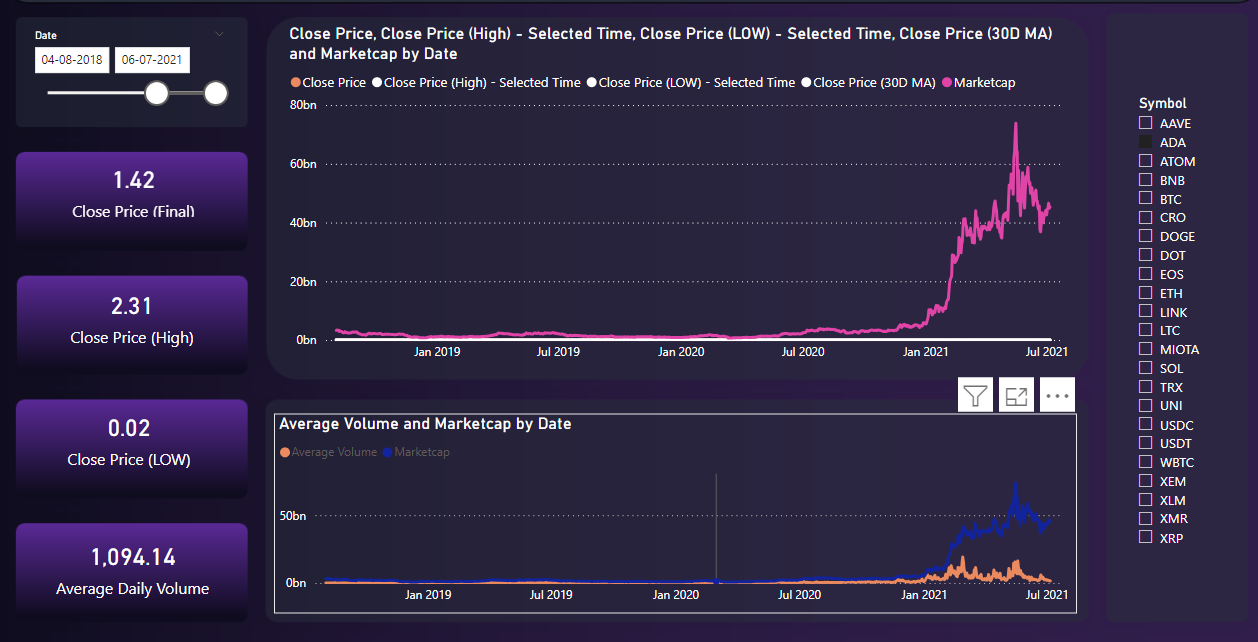 Date
04-08-2018
06-07-2021
1.42
Close Price (Final)
2.31
Close Price (High)
0.02
Close Price (LOW)
1,094.14
Average Daily Volume
Close Price, Close Price (High) - Selected Time, Close Price (LOW) - Selected Time, Close Price (30D MA)
and Marketcap by Date
Close Price Close Price (High) - Selected Time Close Price (LOW) - Selected Time Close Price (30D MA) Marketcap
80bn
60bn
40bn
20bn
0bn
Jan 2019 Jul 2019 Jan 2020 Jul 2020 Jan 2021 Jul 2021
Average Volume and Marketcap by Date
Average Volume Marketcap
50bn
0bn
Jan 2019 Jul 2019 Jan 2020 Jul 2020 Jan 2021 Jul 2021
Symbol
AAVE
ADA
ATOM
BNB
BTC
CRO
DOGE
DOT
EOS
ETH
LINK
LTC
MIOTA
SOL
TRX
UNI
USDC
USDT
WBTC
XEM
XLM
XMR
XRP